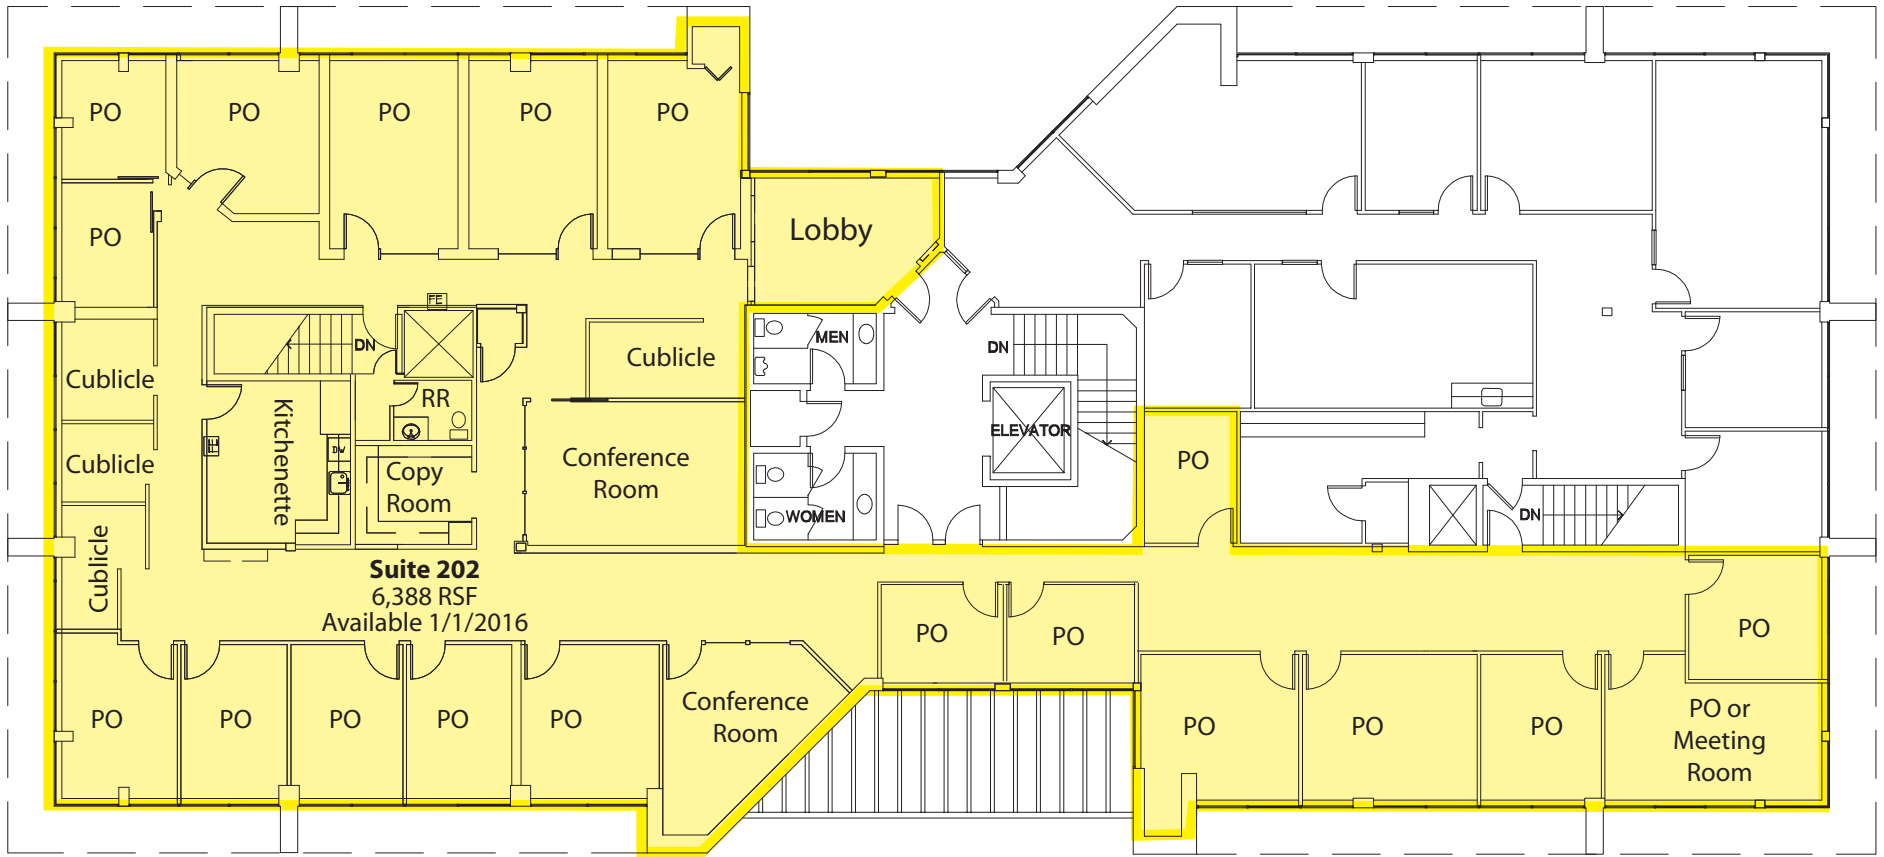 PO
PO
PO
PO
PO
PO
Lobby
FE
DN
MEN
DN
Cublicle
Cublicle
RR
ELEVATOR
Kitchenette
FE
DW
Copy
Room
Conference
Room
PO
Cublicle
WOMEN
DN
Cublicle
Suite 202
6,388 RSF
Available 1/1/2016
PO
PO
PO
PO
PO
PO
PO
PO
Conference
Room
PO
PO
PO
PO or
Meeting
Room